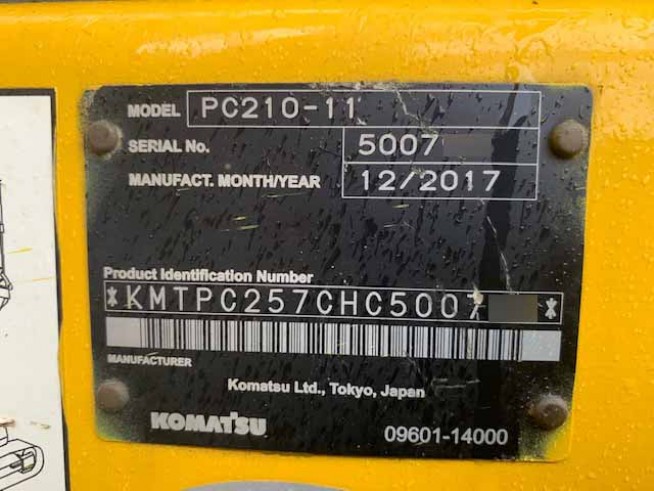 MODEL PC210-11
SERIAL No. 5007
MANUFACT. MONTH/YEAR 12/2017
Product Identification Number
*KMTPC257CHC5007 *
MANUFACTURER
Komatsu Ltd., Tokyo, Japan
KOMATSU
09601-14000